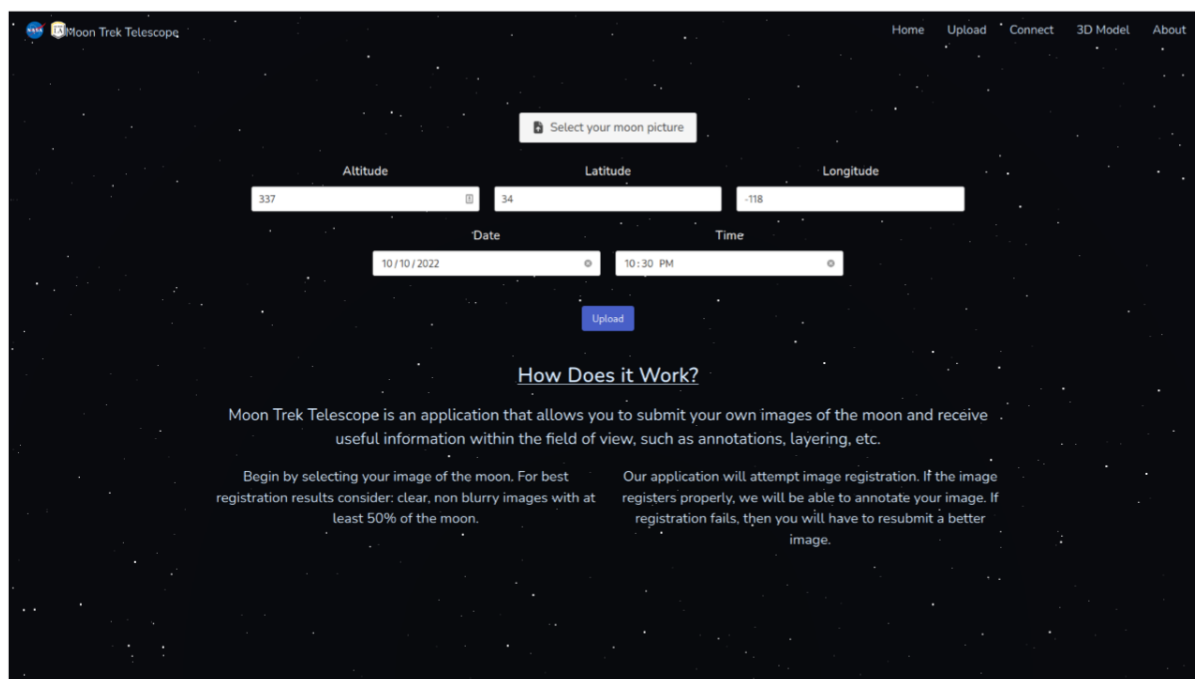 Moon Trek Telescope
Home Upload Connect 3D Model About
Select your moon picture
Altitude Latitude Longitude
337 34 -118
Date Time
10/10/2022 10:30 PM
Upload
How Does it Work?
Moon Trek Telescope is an application that allows you to submit your own images of the moon and receive
useful information within the field of view, such as annotations, layering, etc.
Begin by selecting your image of the moon. For best
registration results consider: clear, non blurry images with at
least 50% of the moon.
Our application will attempt image registration. If the image
registers properly, we will be able to annotate your image. If
registration fails, then you will have to resubmit a better
image.